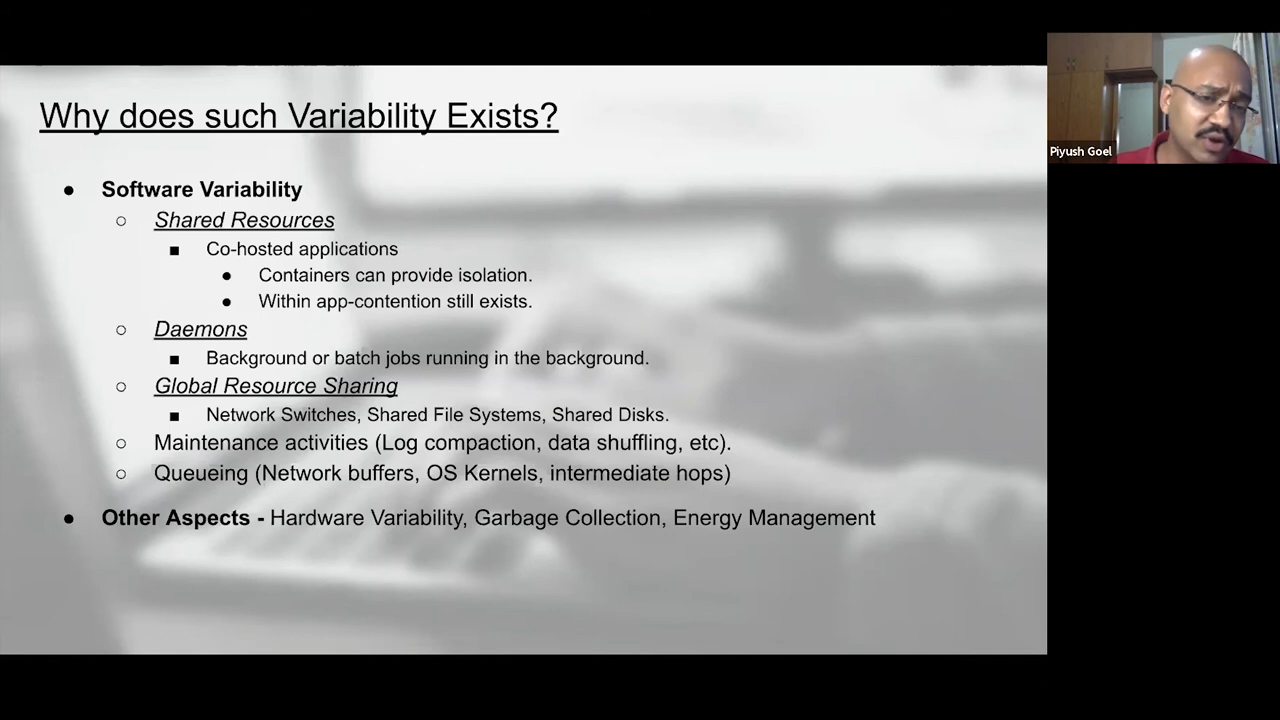 Why does such Variability Exists?
● Software Variability
○ Shared Resources
■ Co-hosted applications
● Containers can provide isolation.
● Within app-contention still exists.
○ Daemons
■ Background or batch jobs running in the background.
○ Global Resource Sharing
■ Network Switches, Shared File Systems, Shared Disks.
○ Maintenance activities (Log compaction, data shuffling, etc).
○ Queueing (Network buffers, OS Kernels, intermediate hops)
● Other Aspects - Hardware Variability, Garbage Collection, Energy Management
Piyush Goel